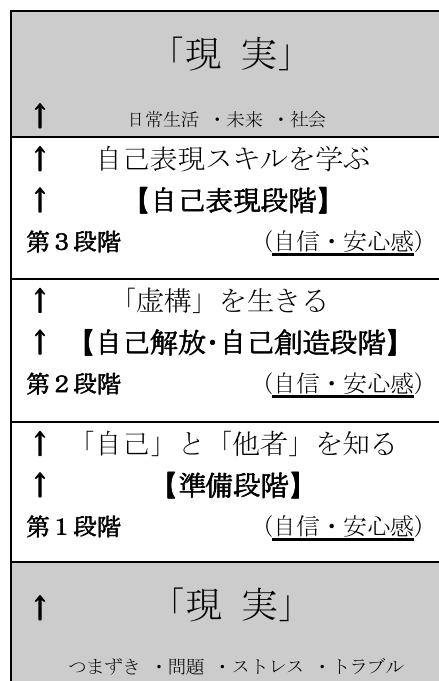 「現 実」
↑ 日常生活 ・未来 ・社会
↑ 自己表現スキルを学ぶ
↑ 【自己表現段階】
第3段階 (自信・安心感)
↑ 「虚構」を生きる
↑ 【自己解放・自己創造段階】
第2段階 (自信・安心感)
↑ 「自己」と「他者」を知る
↑ 【準備段階】
第1段階 (自信・安心感)
↑ 「現 実」
つまずき ・問題 ・ストレス ・トラブル